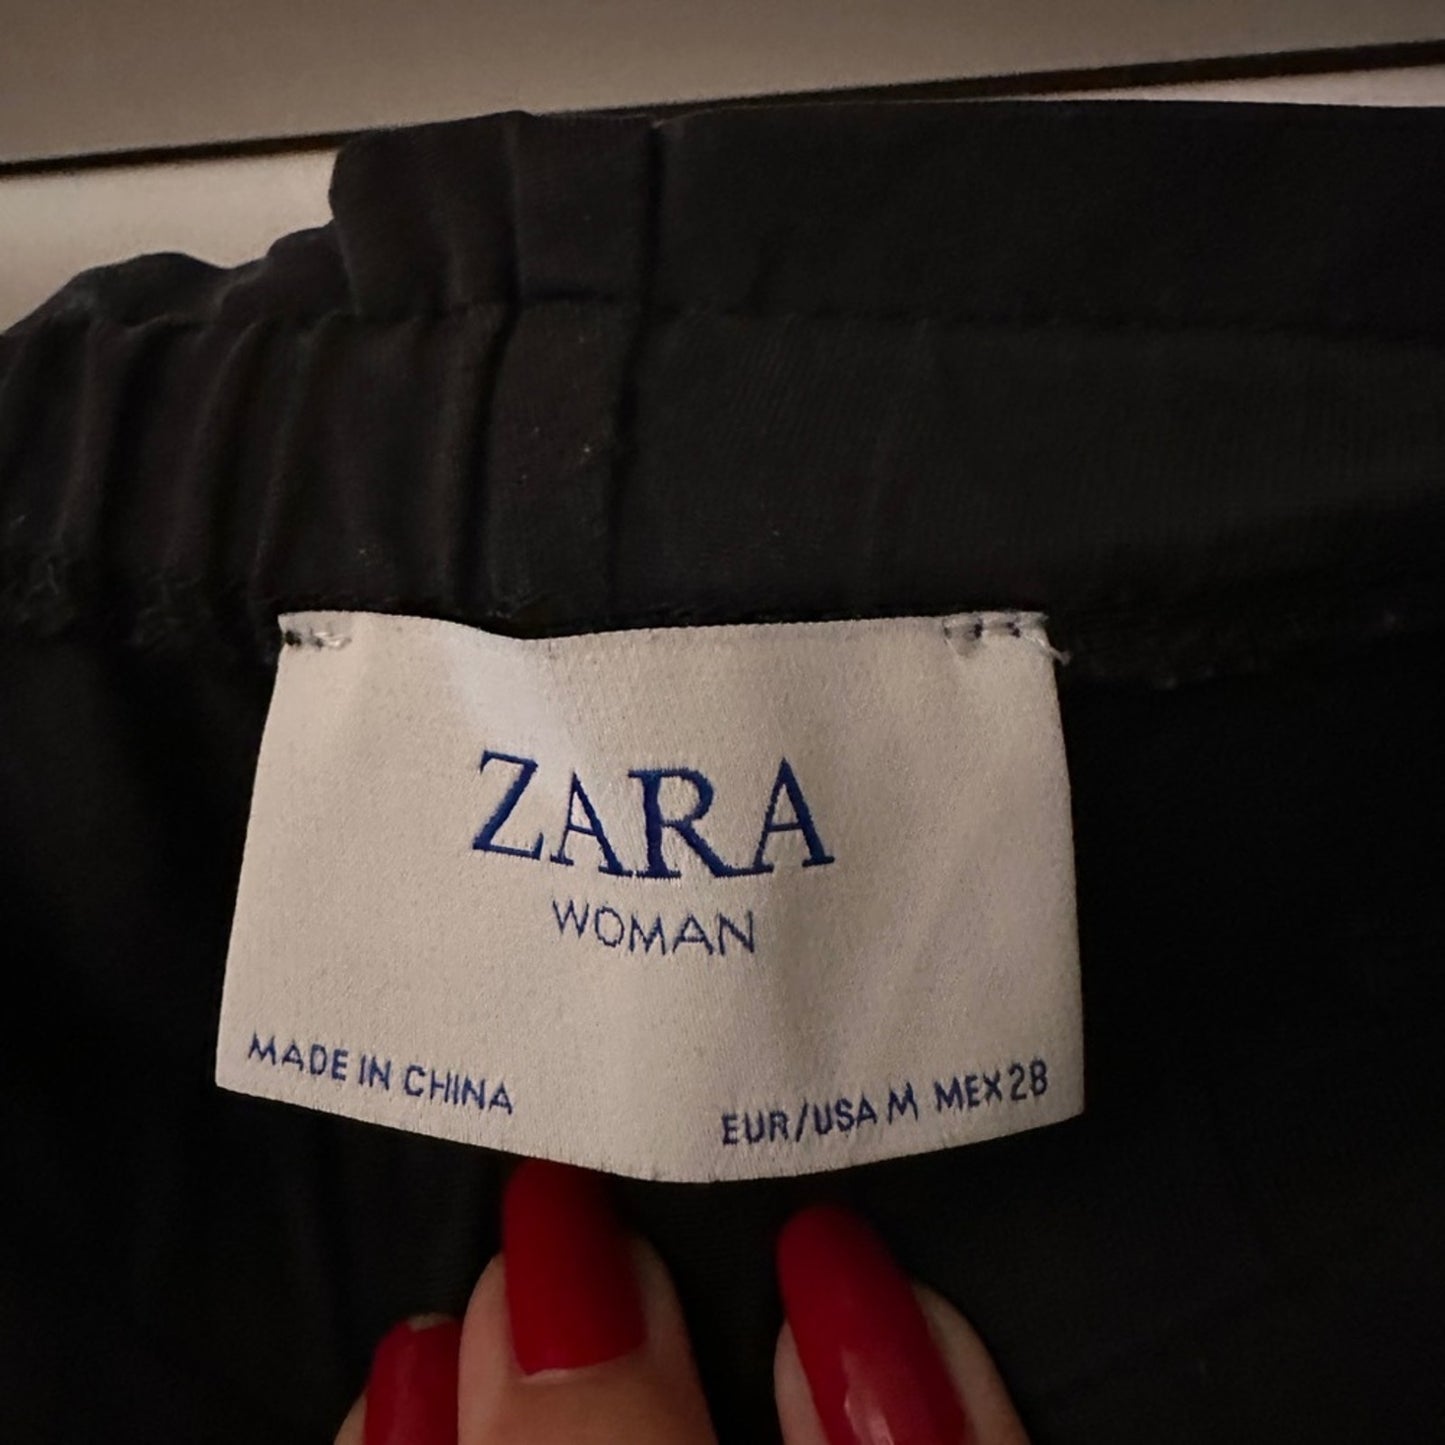 ZARA
WOMAN
MADE IN CHINA
EUR/USA M MEX 28